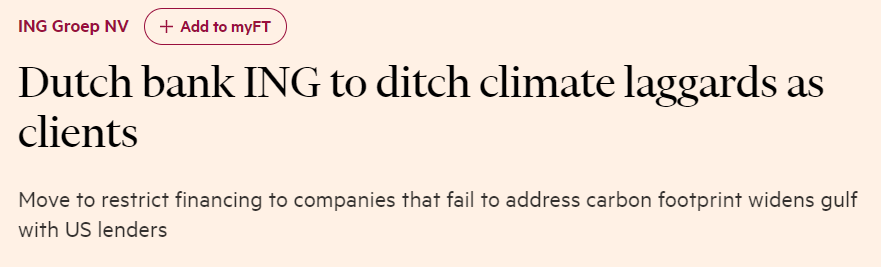 ING Groep NV
+ Add to myFT
Dutch bank ING to ditch climate laggards as
clients
Move to restrict financing to companies that fail to address carbon footprint widens gulf
with US lenders